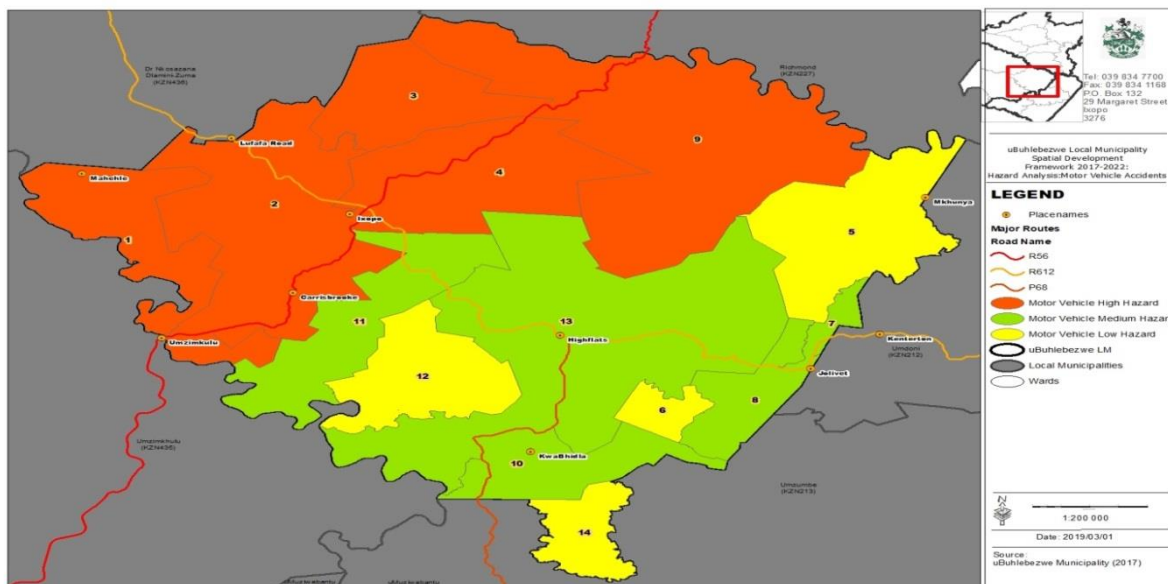 Dr Nkosazana
Dlamini Zuma
(KZN436)
Richmond
(KZN227)
3
9
Lufafa Road
Mahehle
4
2
Ixopo
Mkhunya
1
5
Carrisbrooke
11
13
7
Umzimkulu
Highflats
Kenterton
Umdoni
(KZN212)
Jolivet
12
6
8
Umzimkhulu
(KZN435)
KwaBhidla
10
Umzumbe
(KZN213)
14
Tel: 039 834 7700
Fax: 039 834 1168
P.O. Box 132
29 Margaret Street
Ixopo
3276
uBuhlebezwe Local Municipality
Spatial Development
Framework 2017-2022:
Hazard Analysis:Motor Vehicle Accidents
LEGEND
Placenames
Major Routes
Road Name
R56
R612
P68
Motor Vehicle High Hazard
Motor Vehicle Medium Hazar
Motor Vehicle Low Hazard
uBuhlebezwe LM
Local Municipalities
Wards
N
1:200 000
Date: 2019/03/01
Source:
uBuhlebezwe Municipality (2017)